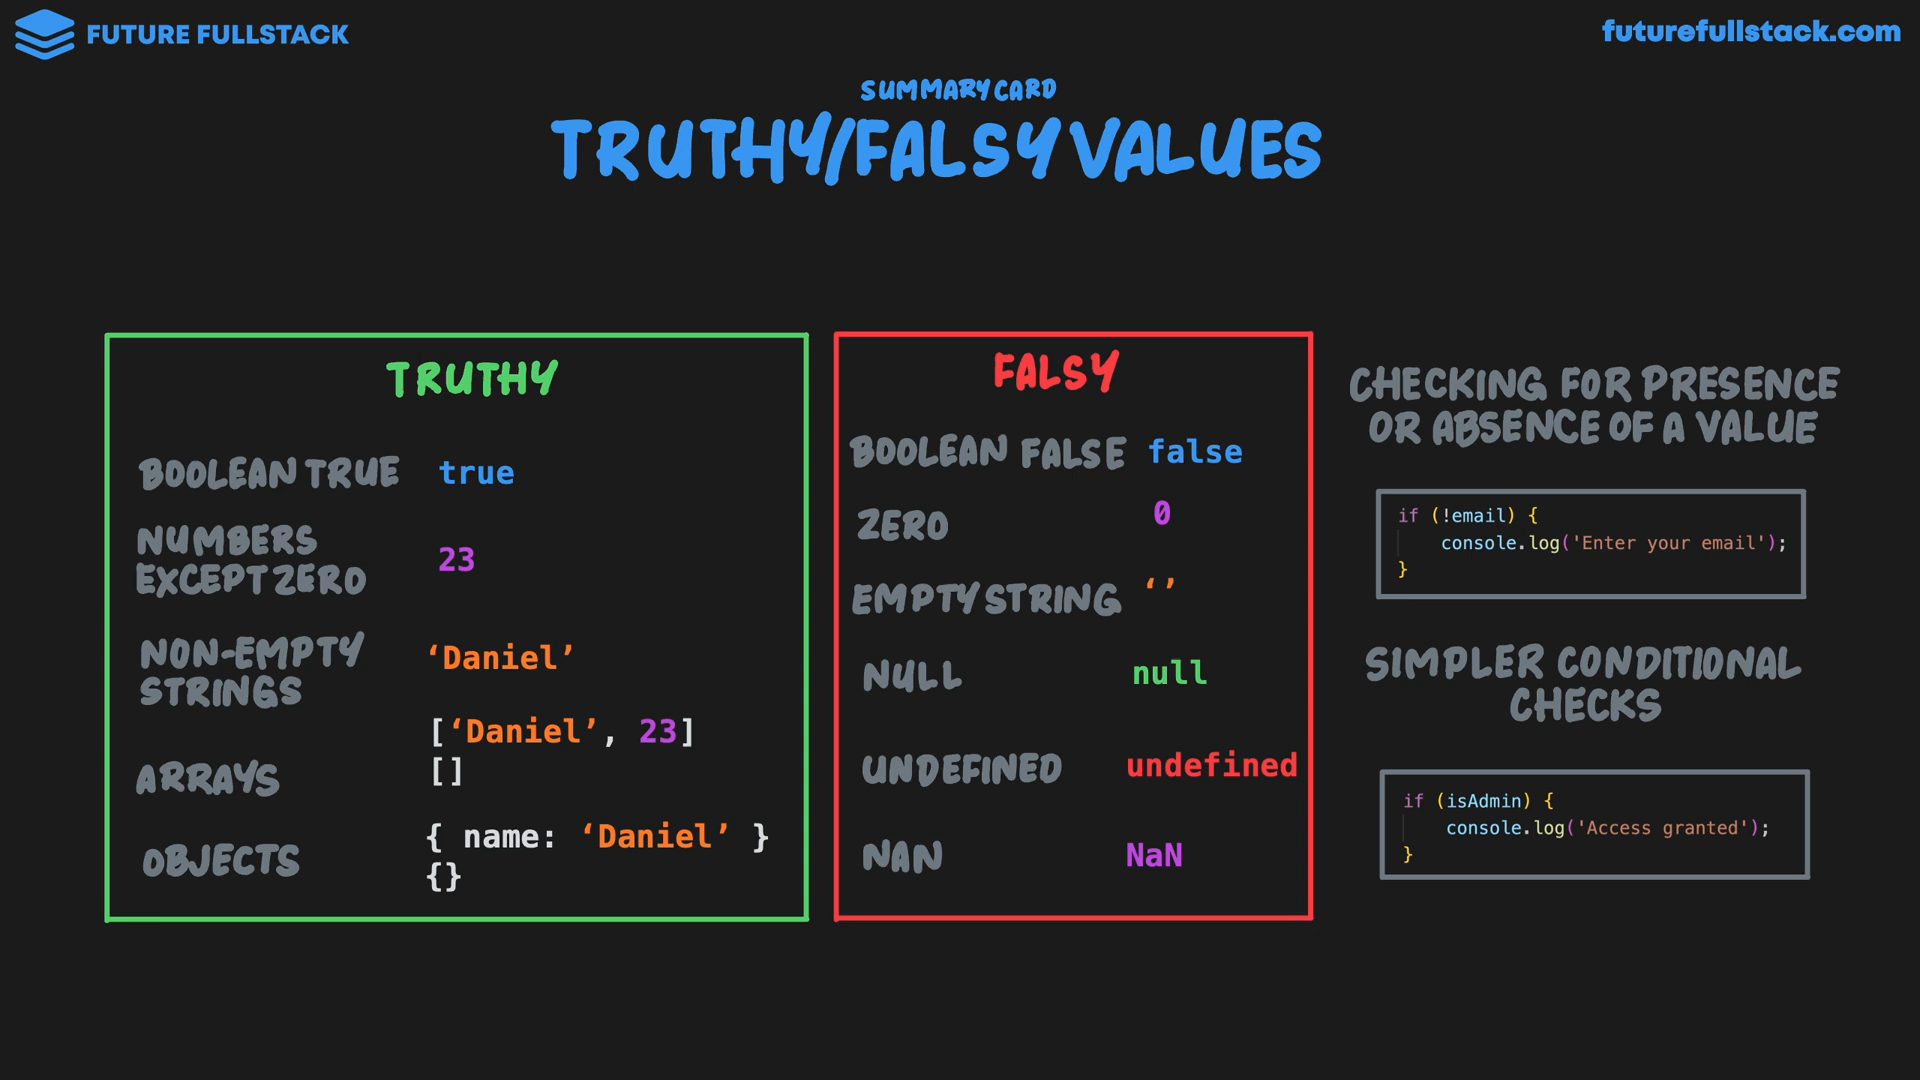 FUTURE FULLSTACK
futurefullstack.com
SUMMARY CARD
TRUTHY/FALSY VALUES
TRUTHY
BOOLEAN TRUE true
NUMBERS
EXCEPT ZERO
23
NON-EMPTY
STRINGS
‘Daniel’
ARRAYS
[‘Daniel’, 23]
[]
OBJECTS
{ name: ‘Daniel’ }
{}
FALSY
BOOLEAN FALSE false
ZERO 0
EMPTY STRING ‘’
NULL null
UNDEFINED undefined
NAN NaN
CHECKING FOR PRESENCE
OR ABSENCE OF A VALUE
if (!email) {
console.log('Enter your email');
}
SIMPLER CONDITIONAL
CHECKS
if (isAdmin) {
console.log('Access granted');
}